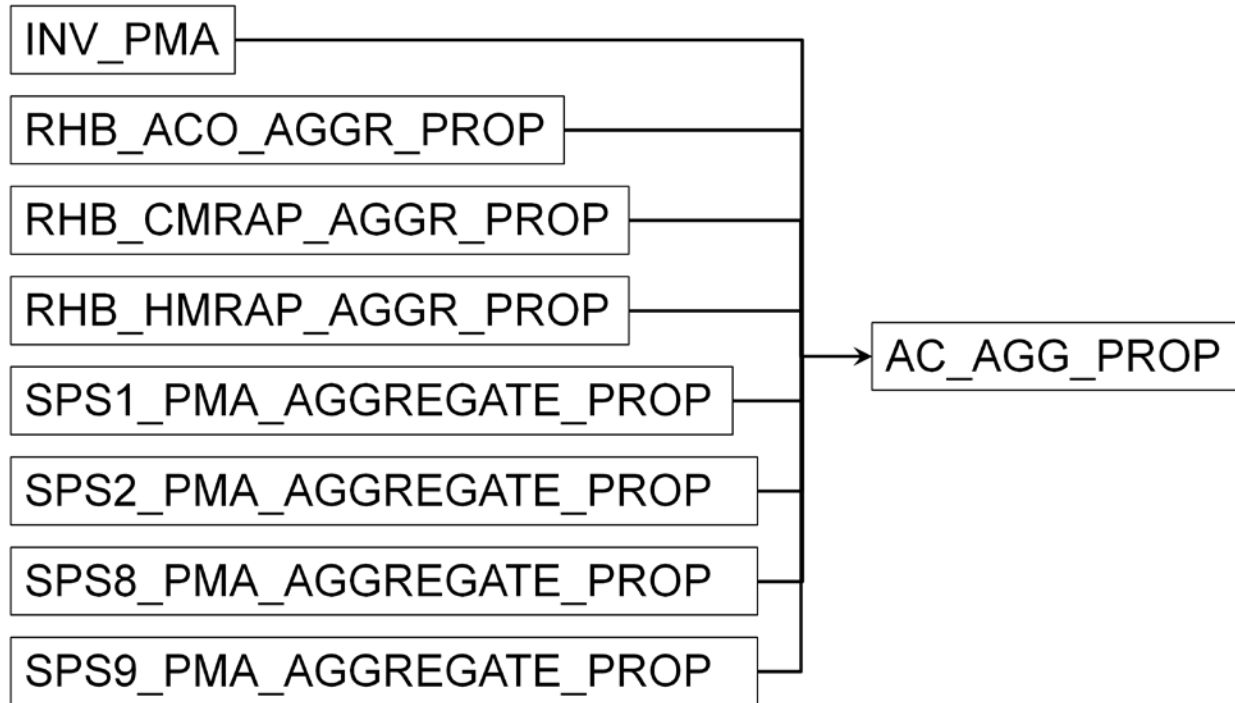 INV_PMA
RHB_ACO_AGGR_PROP
RHB_CMRAP_AGGR_PROP
RHB_HMRAP_AGGR_PROP
SPS1_PMA_AGGREGATE_PROP
SPS2_PMA_AGGREGATE_PROP
SPS8_PMA_AGGREGATE_PROP
SPS9_PMA_AGGREGATE_PROP
AC_AGG_PROP